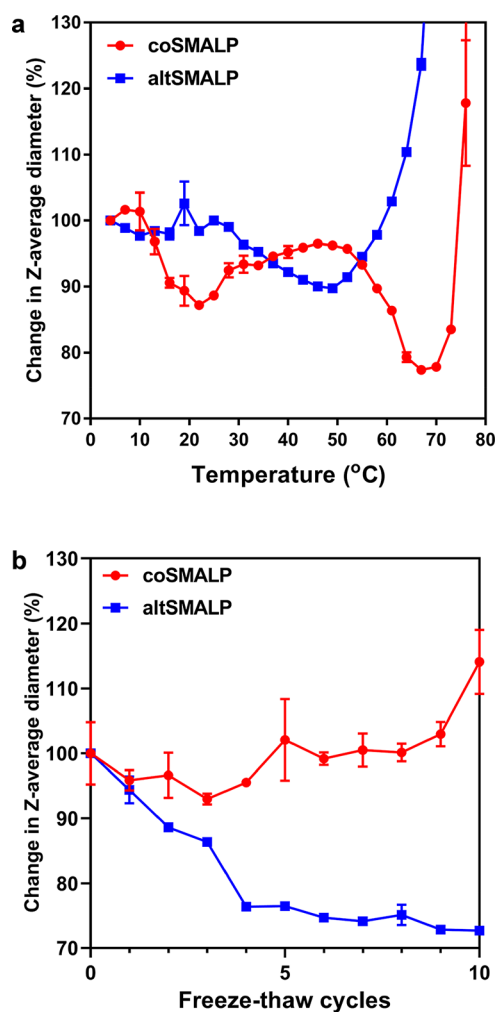 a
130
120
110
100
90
80
70
Change in Z-average diameter (%)
coSMALP
altSMALP
0 10 20 30 40 50 60 70 80
Temperature (°C)
b
130
120
110
100
90
80
70
Change in Z-average diameter (%)
coSMALP
altSMALP
0 5 10
Freeze-thaw cycles